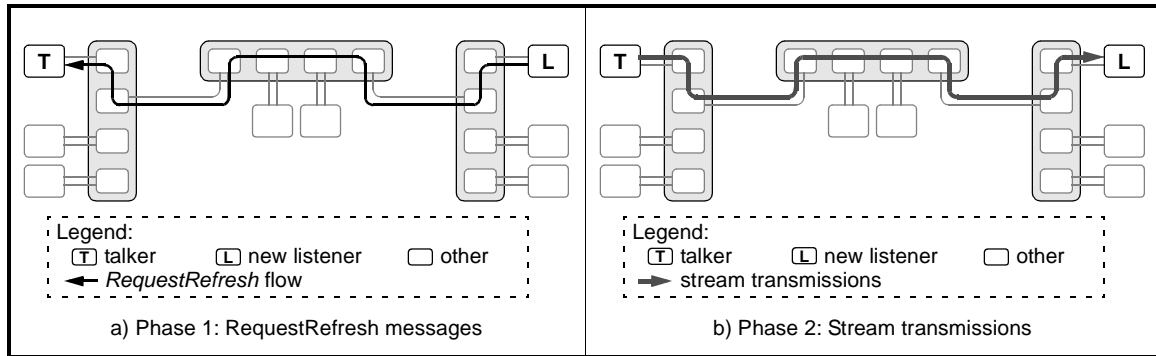 T
L
Legend:
T talker L new listener other
RequestRefresh flow
a) Phase 1: RequestRefresh messages
T
L
Legend:
T talker L new listener other
stream transmissions
b) Phase 2: Stream transmissions